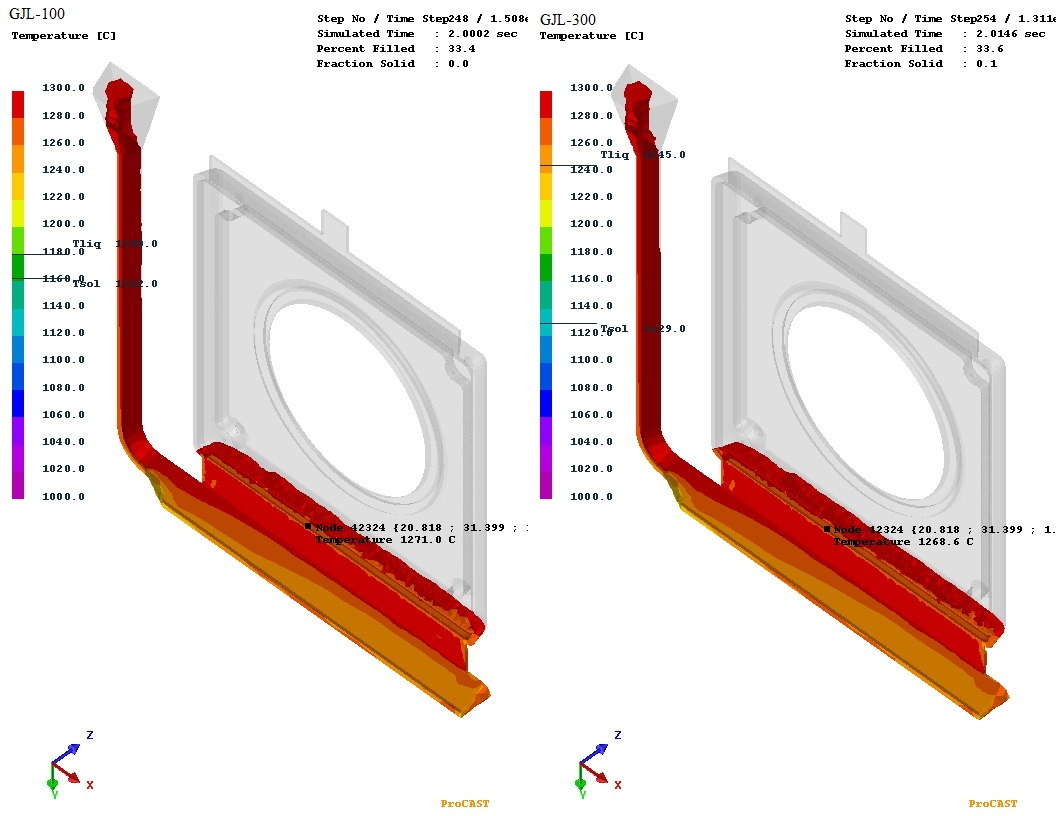 GJL-100
Temperature [C]
Step No / Time Step248 / 1.508e
Simulated Time : 2.0002 sec
Percent Filled : 33.4
Fraction Solid : 0.0
1300.0
1280.0
1260.0
1240.0
1220.0
1200.0
Tliq
1180.0
1160.0
Tsol
1140.0
1120.0
1100.0
1080.0
1060.0
1040.0
1020.0
1000.0
Node 42324 {20.818 ; 31.399 ;
Temperature 1271.0 C
Z
X
Y
ProCAST
GJL-300
Temperature [C]
Step No / Time Step254 / 1.311e
Simulated Time : 2.0146 sec
Percent Filled : 33.6
Fraction Solid : 0.1
1300.0
1280.0
1260.0
Tliq 1245.0
1240.0
1220.0
1200.0
1180.0
1160.0
1140.0
Tsol 1129.0
1120.0
1100.0
1080.0
1060.0
1040.0
1020.0
1000.0
Node 42324 {20.818 ; 31.399 ; 1.
Temperature 1268.6 C
Z
X
Y
ProCAST